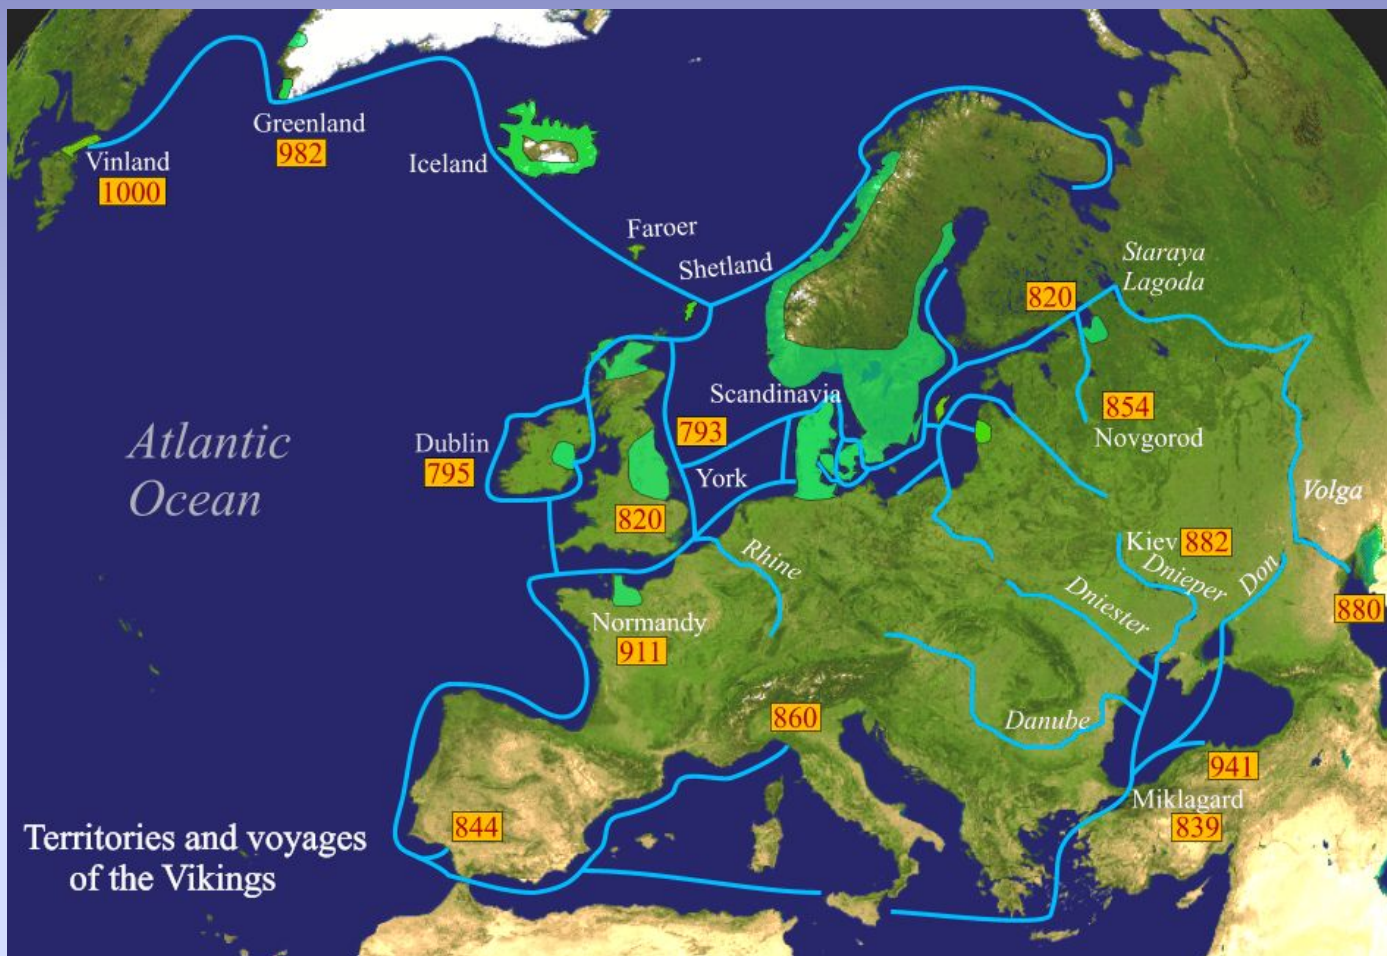 Greenland
982
Vinland
1000
Iceland
Faroer
Shetland
Staraya
Lagoda
820
Scandinavia
854
Novgorod
793
Dublin
795
York
Atlantic
Ocean
820
Volga
Kiev 882
Rhine
Dnieper
Don
Dniester
880
Normandy
911
860
Danube
941
Miklagard
839
844
Territories and voyages
of the Vikings